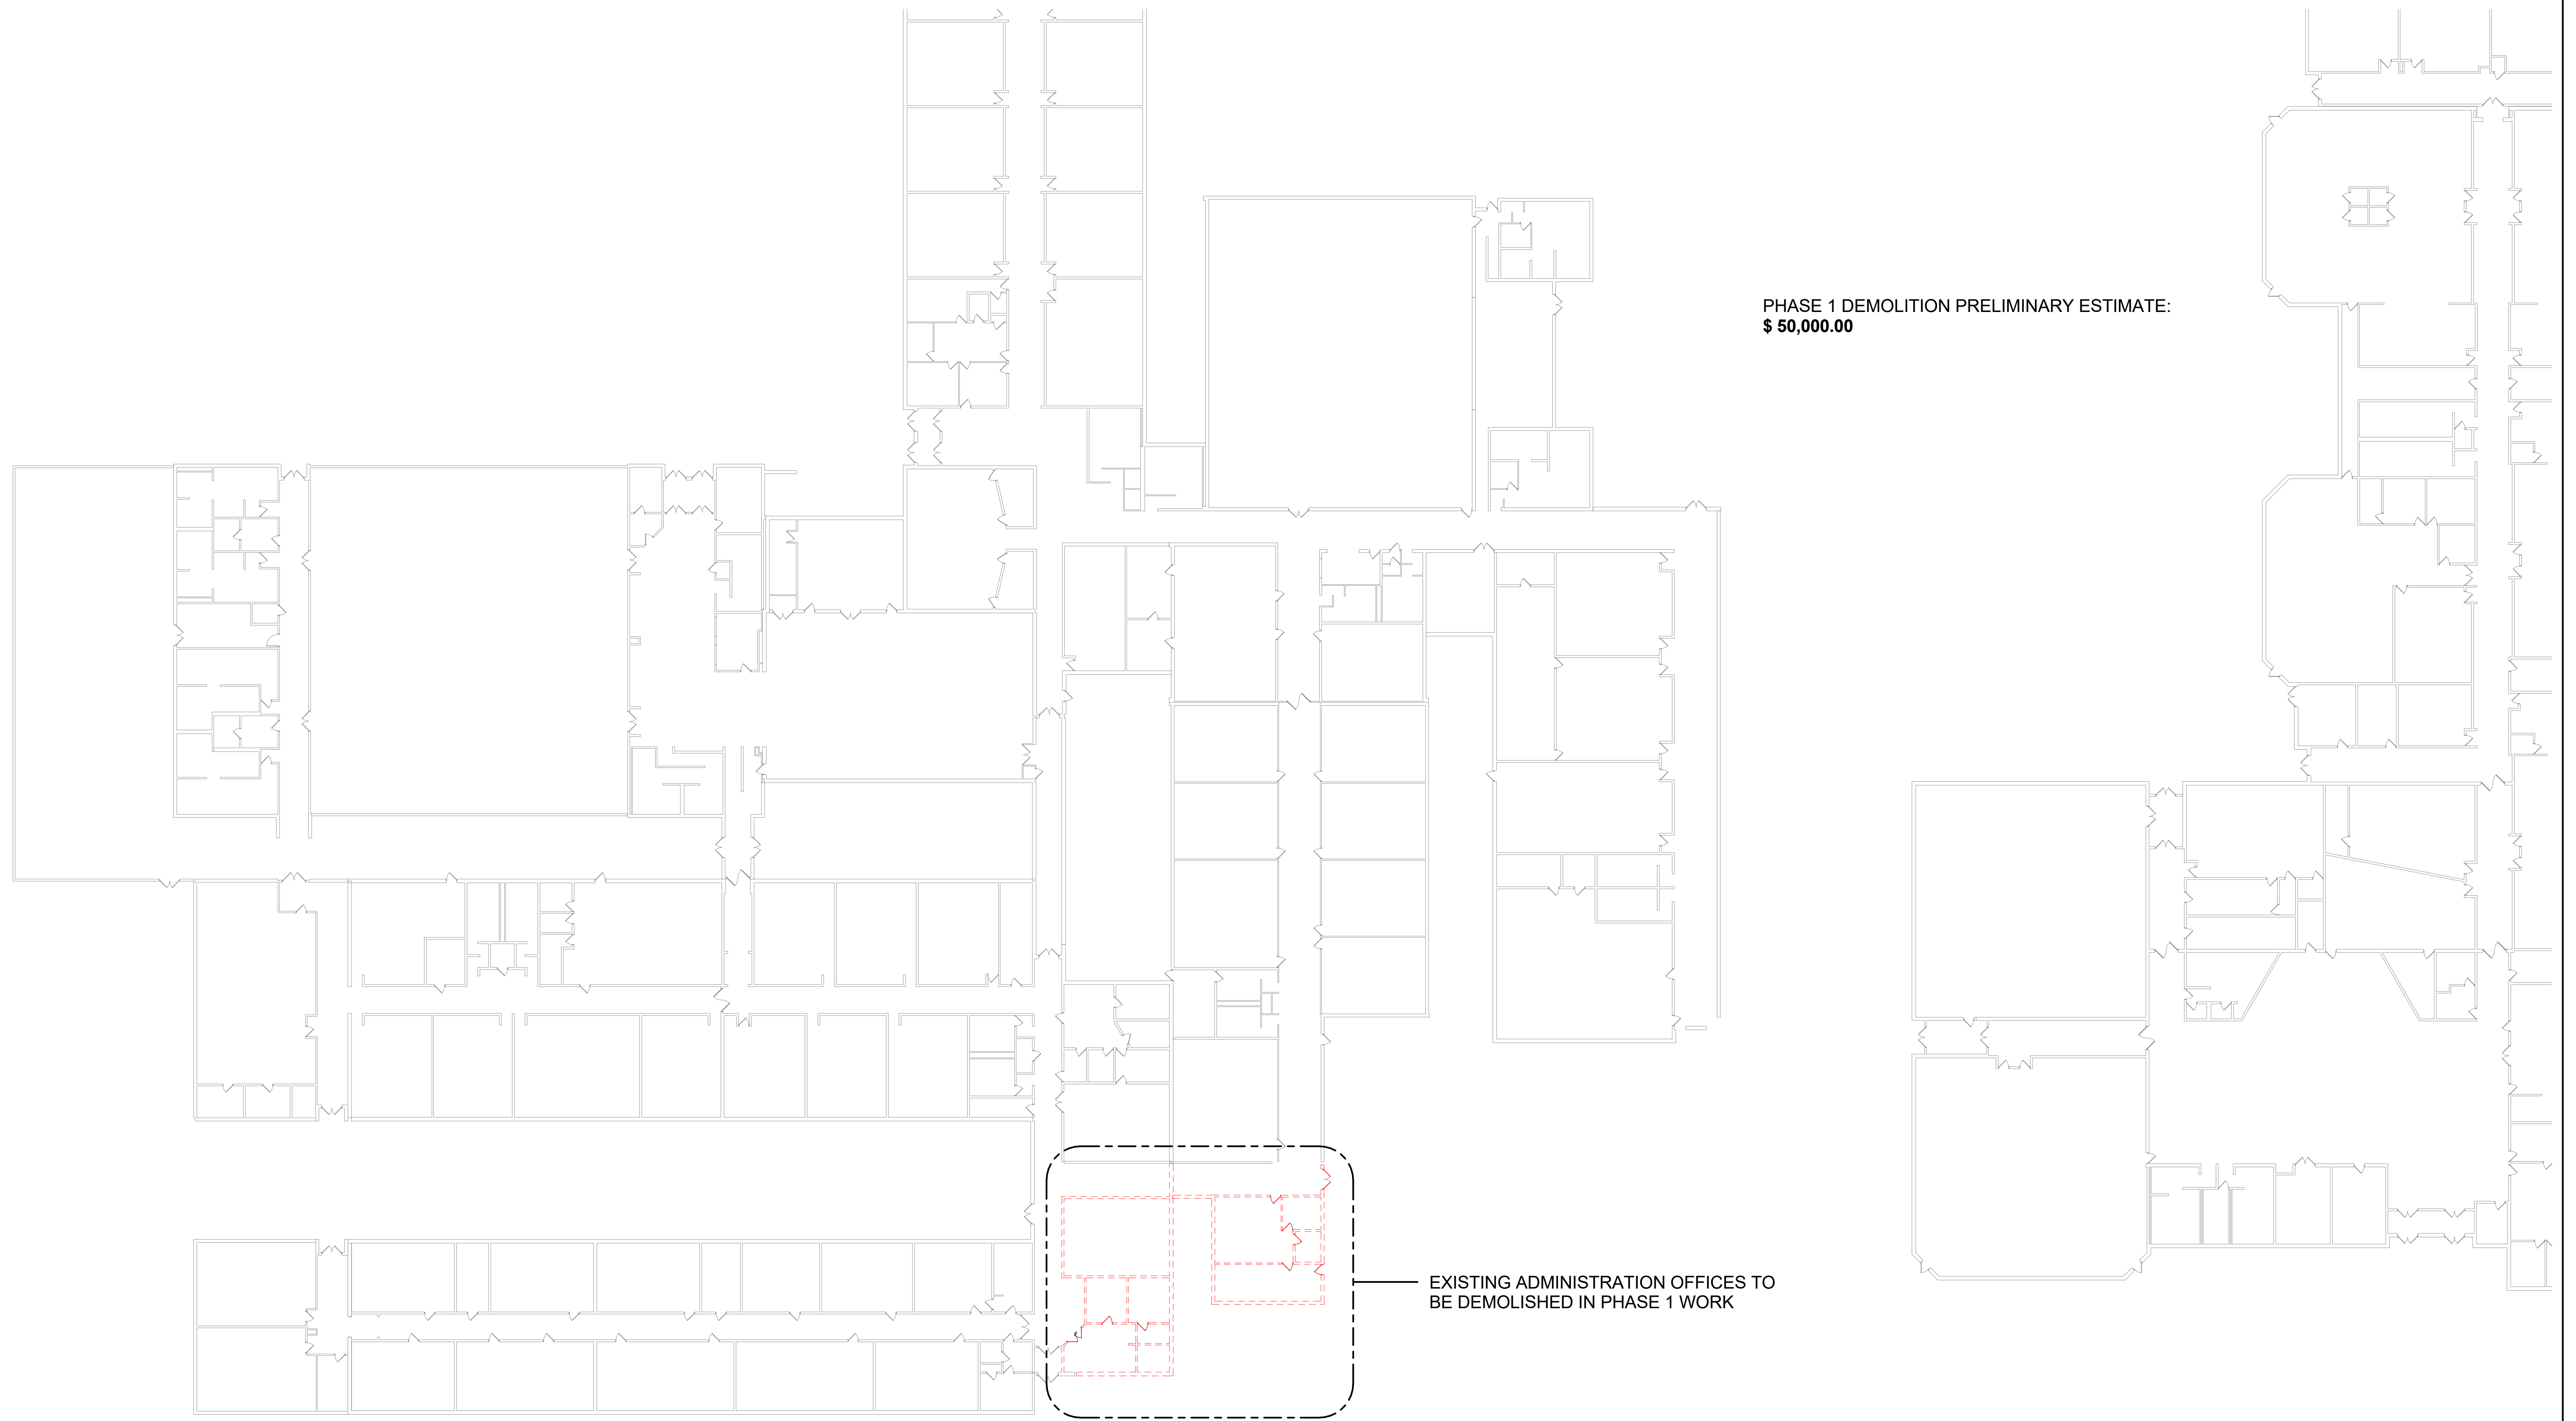 PHASE 1 DEMOLITION PRELIMINARY ESTIMATE:
$ 50,000.00
EXISTING ADMINISTRATION OFFICES TO
BE DEMOLISHED IN PHASE 1 WORK